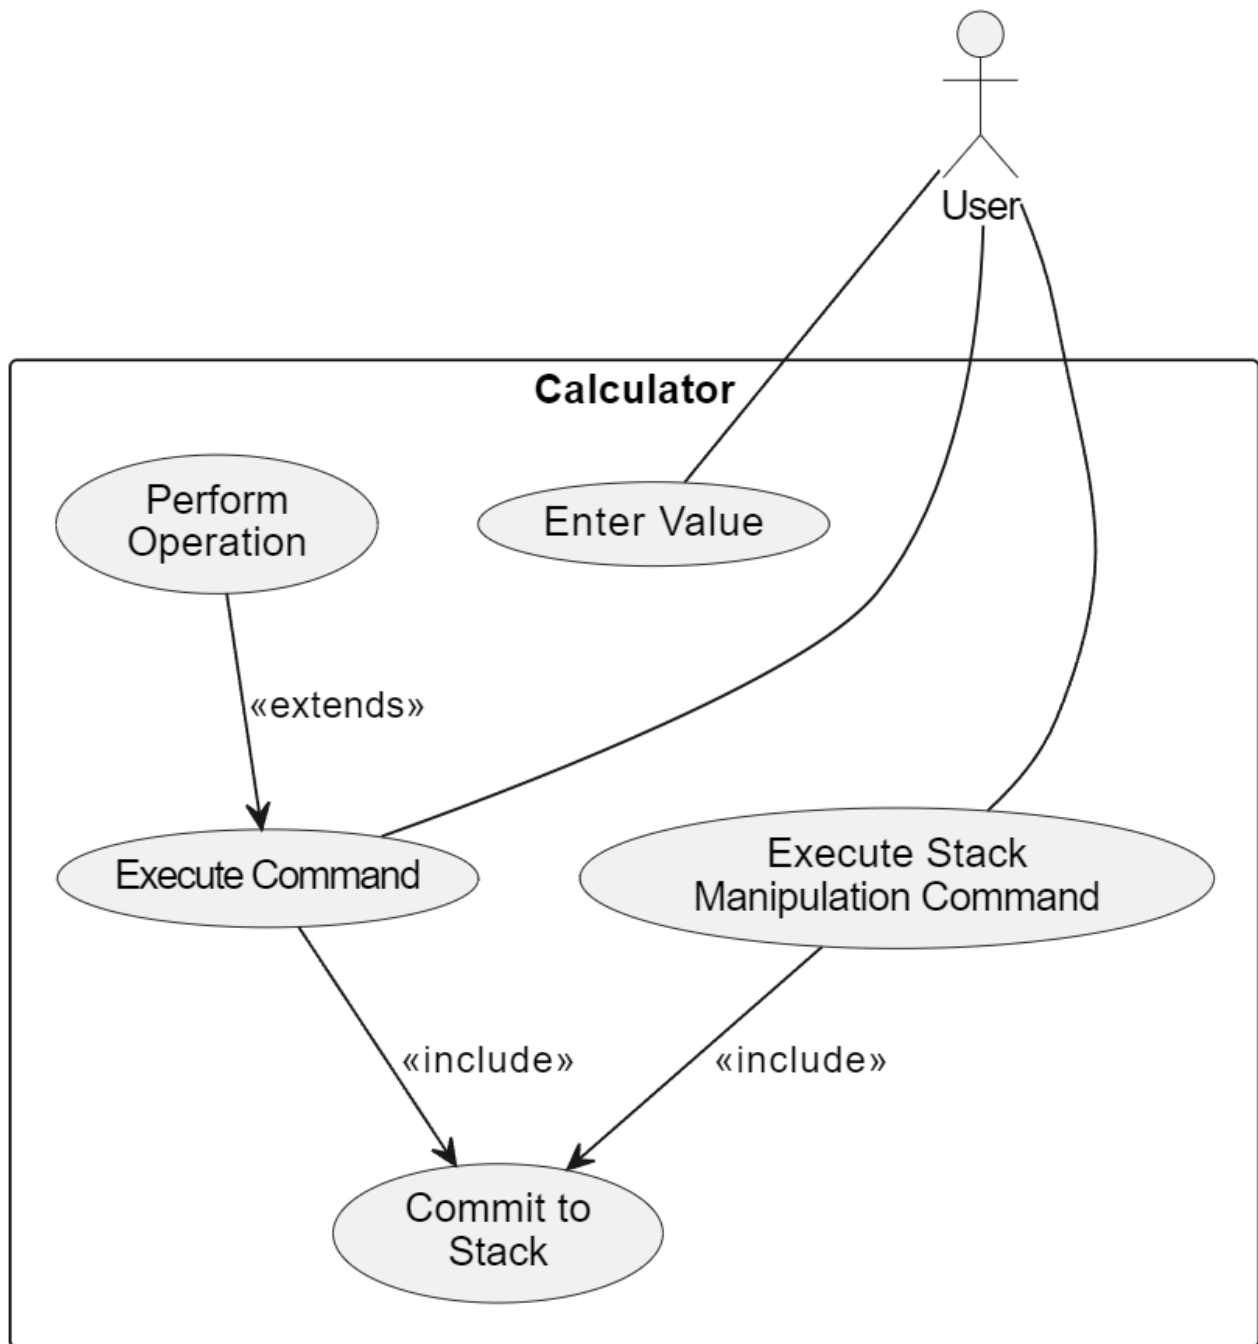 User
Calculator
Perform
Operation
Enter Value
«extends»
Execute Command
Execute Stack
Manipulation Command
«include»
«include»
Commit to
Stack